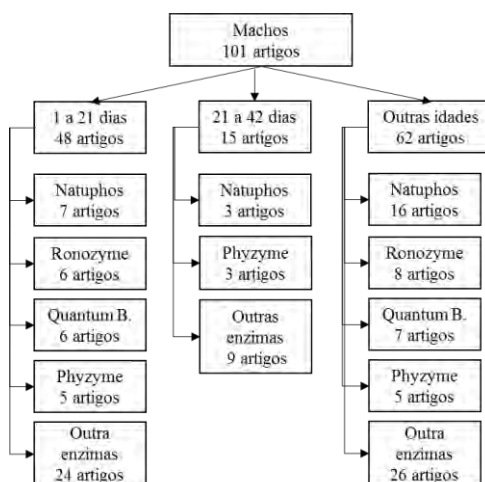 Machos
101 artigos
1 a 21 dias
48 artigos
Natuphos
7 artigos
Ronozyme
6 artigos
Quantum B.
6 artigos
Phyzyme
5 artigos
Outra
enzimas
24 artigos
21 a 42 dias
15 artigos
Natuphos
3 artigos
Phyzyme
3 artigos
Outras
enzimas
9 artigos
Outras idades
62 artigos
Natuphos
16 artigos
Ronozyme
8 artigos
Quantum B.
7 artigos
Phyzyme
5 artigos
Outra
enzimas
26 artigos